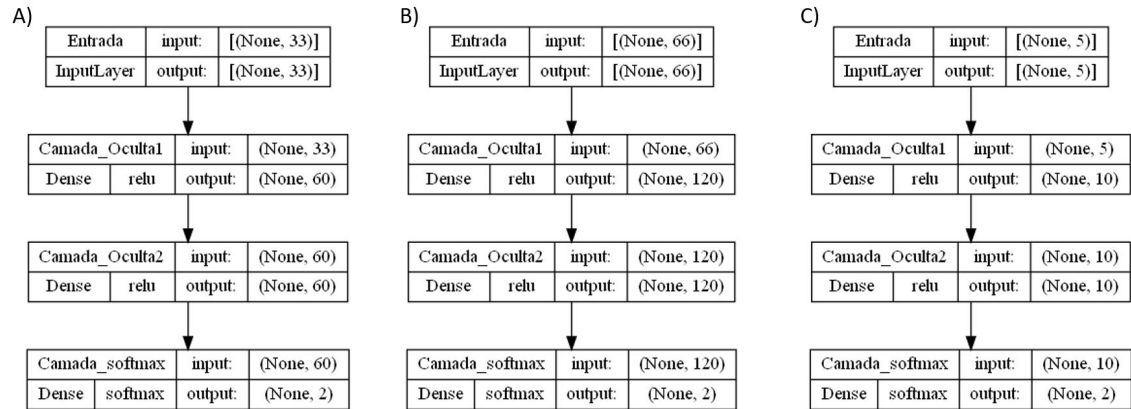 A)
Entrada input: [(None, 33)]
InputLayer output: [(None, 33)]
Camada_Oculta1 input: (None, 33)
Dense relu output: (None, 60)
Camada_Oculta2 input: (None, 60)
Dense relu output: (None, 60)
Camada_softmax input: (None, 60)
Dense softmax output: (None, 2)
B)
Entrada input: [(None, 66)]
InputLayer output: [(None, 66)]
Camada_Oculta1 input: (None, 66)
Dense relu output: (None, 120)
Camada_Oculta2 input: (None, 120)
Dense relu output: (None, 120)
Camada_softmax input: (None, 120)
Dense softmax output: (None, 2)
C)
Entrada input: [(None, 5)]
InputLayer output: [(None, 5)]
Camada_Oculta1 input: (None, 5)
Dense relu output: (None, 10)
Camada_Oculta2 input: (None, 10)
Dense relu output: (None, 10)
Camada_softmax input: (None, 10)
Dense softmax output: (None, 2)